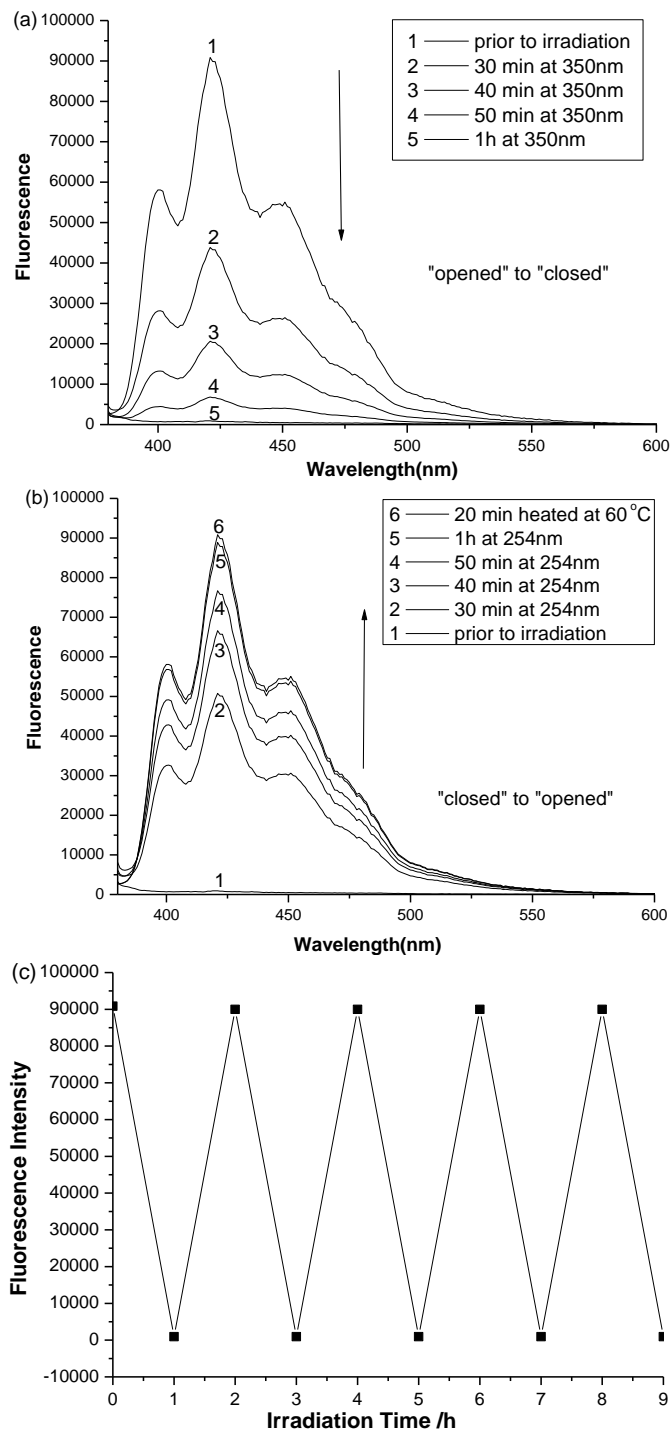 (a)
100000
90000
80000
70000
60000
50000
40000
30000
20000
10000
0
Fluorescence
1
2
3
4
5
1 prior to irradiation
2 30 min at 350nm
3 40 min at 350nm
4 50 min at 350nm
5 1h at 350nm
"opened" to "closed"
400 450 500 550 600
Wavelength(nm)
(b)
100000
90000
80000
70000
60000
50000
40000
30000
20000
10000
0
Fluorescence
6
5
4
3
2
1
6 20 min heated at 60 °C
5 1h at 254nm
4 50 min at 254nm
3 40 min at 254nm
2 30 min at 254nm
1 prior to irradiation
"closed" to "opened"
400 450 500 550 600
Wavelength(nm)
(c)
100000
90000
80000
70000
60000
50000
40000
30000
20000
10000
0
-10000
Fluorescence Intensity
0 1 2 3 4 5 6 7 8 9
Irradiation Time /h